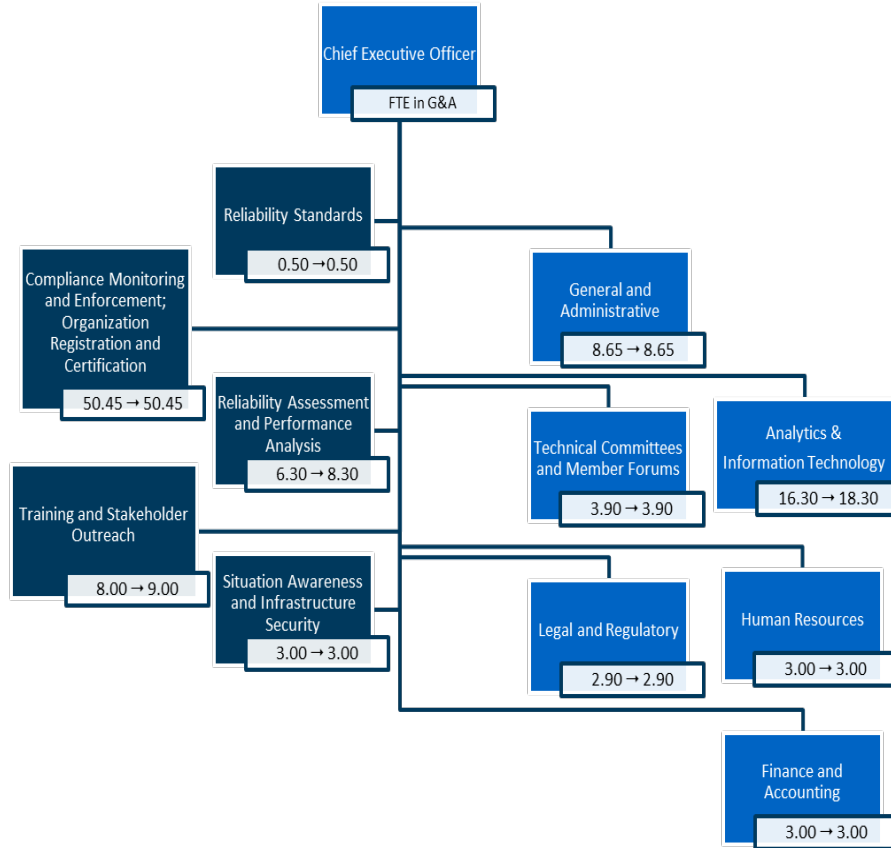 Chief Executive Officer
FTE in G&A
Reliability Standards
0.50 → 0.50
Compliance Monitoring
and Enforcement;
Organization
Registration and
Certification
50.45 → 50.45
General and
Administrative
8.65 → 8.65
Reliability Assessment
and Performance
Analysis
6.30 → 8.30
Technical Committees
and Member Forums
3.90 → 3.90
Analytics &
Information Technology
16.30 → 18.30
Training and Stakeholder
Outreach
8.00 → 9.00
Situation Awareness
and Infrastructure
Security
3.00 → 3.00
Legal and Regulatory
2.90 → 2.90
Human Resources
3.00 → 3.00
Finance and
Accounting
3.00 → 3.00